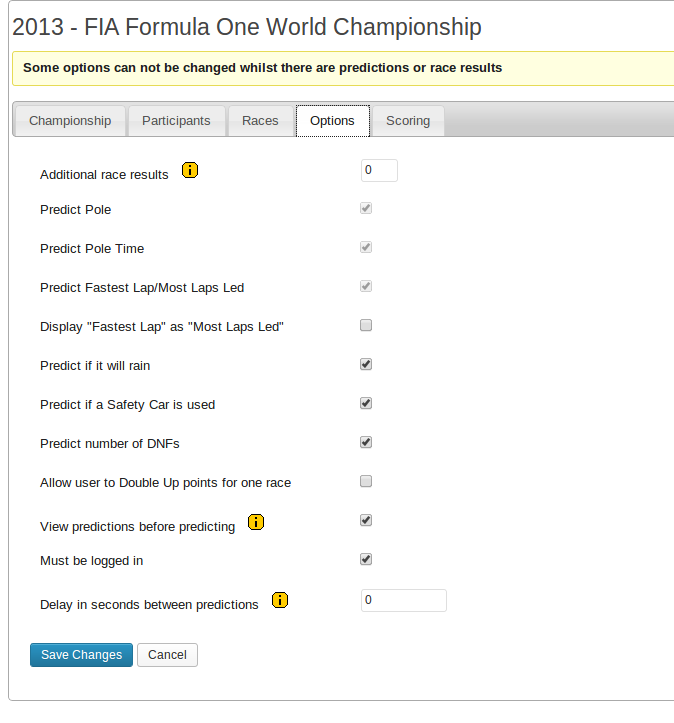 2013 - FIA Formula One World Championship
Some options can not be changed whilst there are predictions or race results
Championship Participants Races Options Scoring
Additional race results i 0
Predict Pole
Predict Pole Time
Predict Fastest Lap/Most Laps Led
Display "Fastest Lap" as "Most Laps Led"
Predict if it will rain
Predict if a Safety Car is used
Predict number of DNFs
Allow user to Double Up points for one race
View predictions before predicting i
Must be logged in
Delay in seconds between predictions i 0
Save Changes Cancel